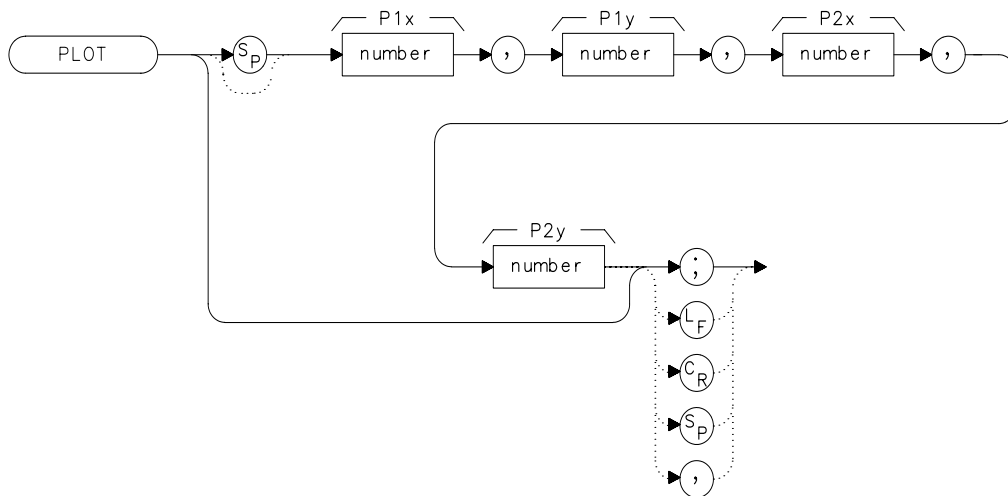 P1x P1y P2x
PLOT SP number , number , number ,
P2y
number ;
LF
CR
SP
,